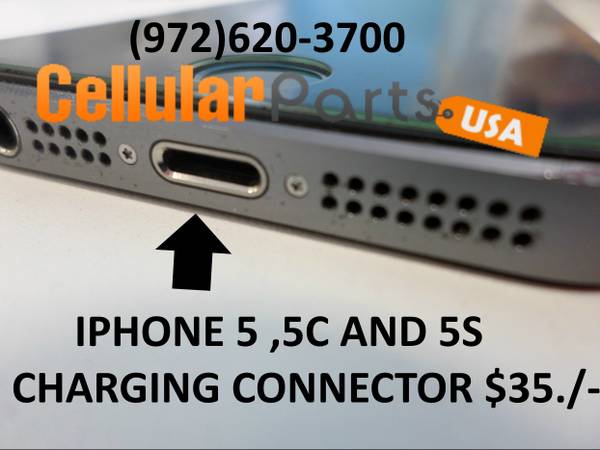 (972)620-3700
CellularParts USA
IPHONE 5 ,5C AND 5S
CHARGING CONNECTOR $35./-